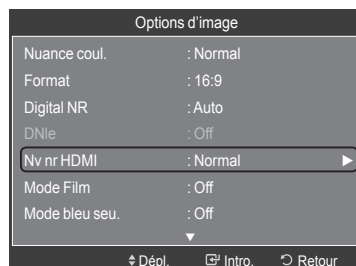 Options d’image
Nuance coul. : Normal
Format : 16:9
Digital NR : Auto
DNIe : Off
Nv nr HDMI : Normal ►
Mode Film : Off
Mode bleu seu. : Off
▼
Dépl. Intro. Retour